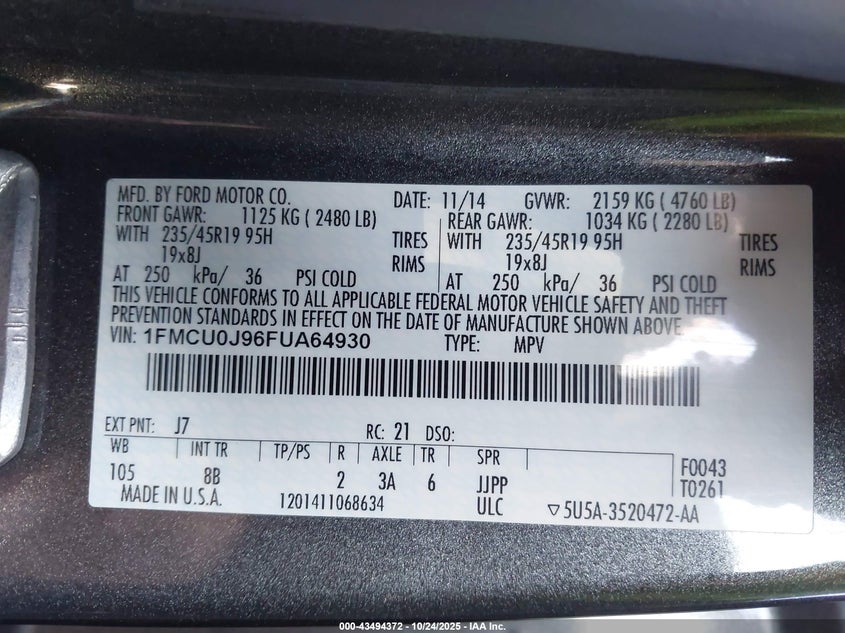 MFD. BY FORD MOTOR CO. DATE: 11/14 GVWR: 2159 KG ( 4760 LB)
FRONT GAWR: 1125 KG ( 2480 LB) REAR GAWR: 1034 KG ( 2280 LB)
WITH 235/45R19 95H TIRES WITH 235/45R19 95H TIRES
19x8J RIMS 19x8J RIMS
AT 250 kPa/ 36 PSI COLD AT 250 kPa/ 36 PSI COLD
THIS VEHICLE CONFORMS TO ALL APPLICABLE FEDERAL MOTOR VEHICLE SAFETY AND THEFT
PREVENTION STANDARDS IN EFFECT ON THE DATE OF MANUFACTURE SHOWN ABOVE.
VIN: 1FMCU0J96FUA64930 TYPE: MPV
EXT PNT: J7 RC: 21 DSO:
WB INT TR TP/PS R AXLE TR SPR F0043
105 8B 2 3A 6 JJPP T0261
MADE IN U.S.A. 1201411068634 ULC ▽5U5A-3520472-AA
000-43494372 - 10/24/2025 - IAA Inc.